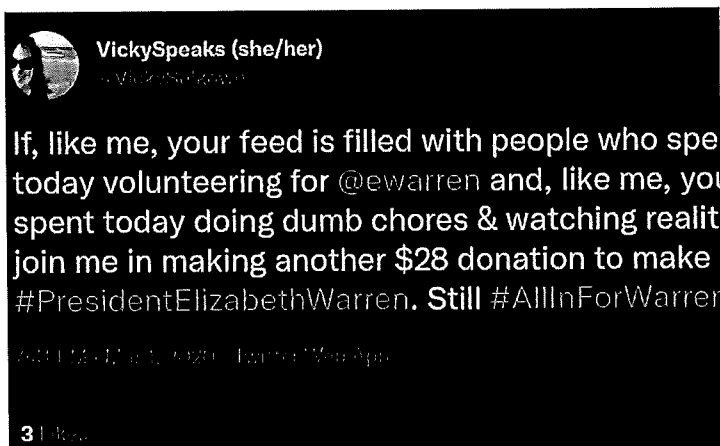 VickySpeaks (she/her)
If, like me, your feed is filled with people who spe
today volunteering for @ewarren and, like me, you
spent today doing dumb chores & watching realit
join me in making another $28 donation to make
#PresidentElizabethWarren. Still #AllInForWarren
2020
3 Likes